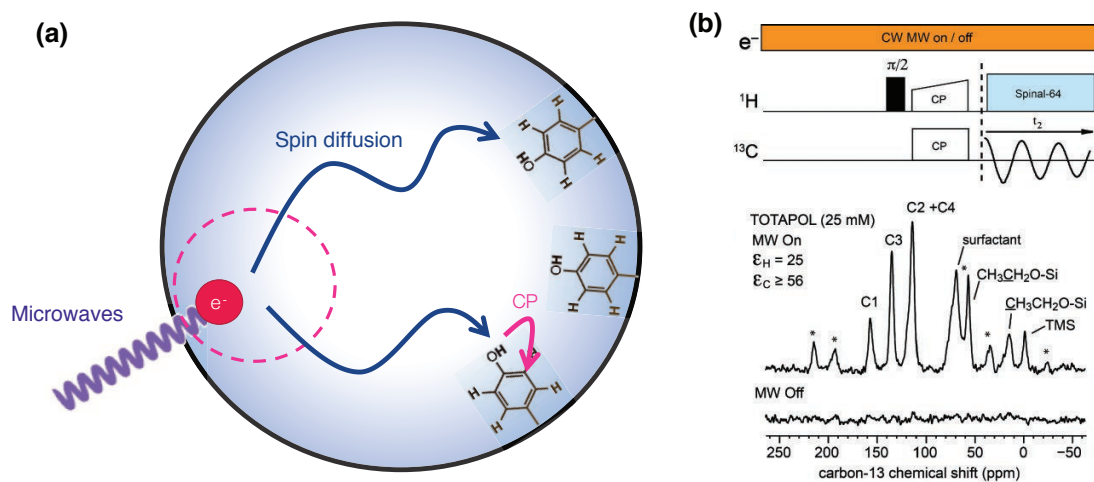 (a)
Spin diffusion
H
H
H
OH
H
H
H
OH
H
H
e-
Microwaves
CP
OH
H
H
H
H
(b)
e–
CW MW on / off
π/2
1H
CP
Spinal-64
t2
13C
CP
TOTAPOL (25 mM)
MW On
εH = 25
εC ≥ 56
C2 +C4
C3
C1
surfactant
CH3CH2O-Si
CH3CH2O-Si
TMS
*
*
*
*
*
MW Off
250 200 150 100 50 0 −50
carbon-13 chemical shift (ppm)